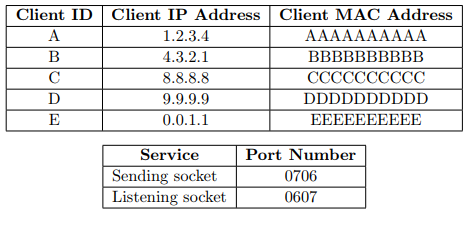 Client ID Client IP Address Client MAC Address
A 1.2.3.4 AAAAAAAAAA
B 4.3.2.1 BBBBBBBBBB
C 8.8.8.8 CCCCCCCCCC
D 9.9.9.9 DDDDDDDDDD
E 0.0.1.1 EEEEEEEEEE
Service Port Number
Sending socket 0706
Listening socket 0607